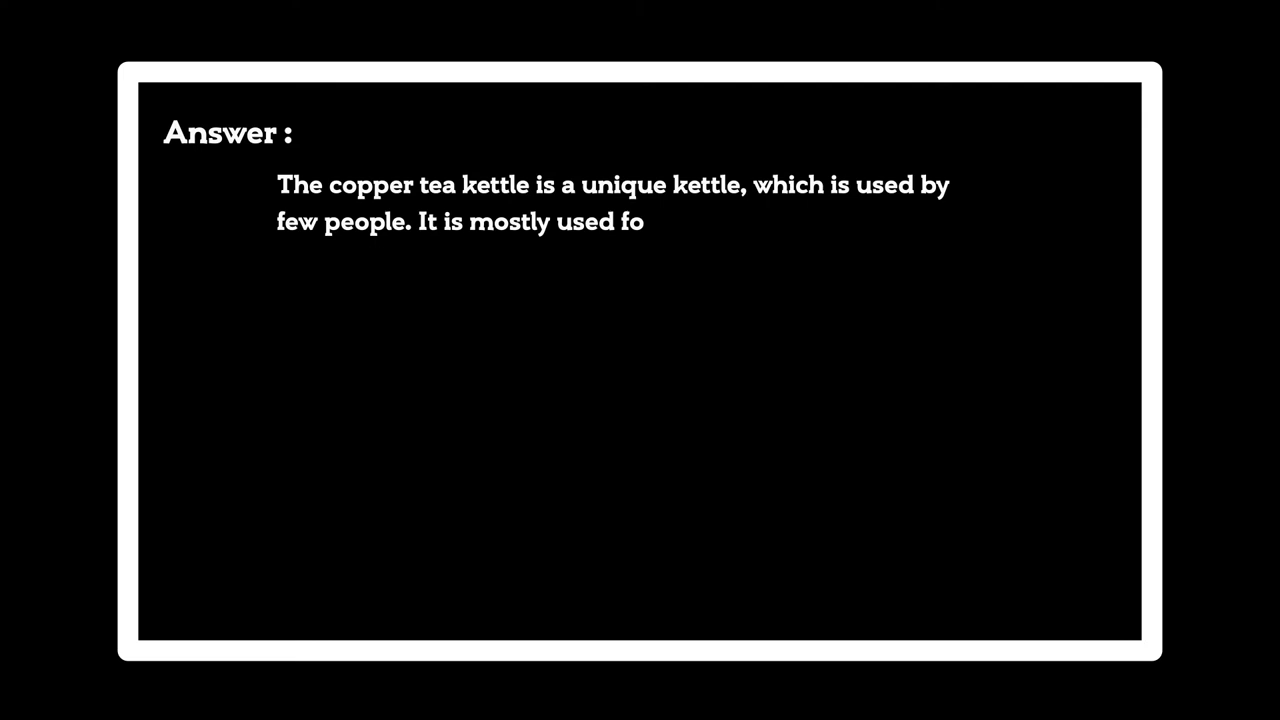 Answer :
The copper tea kettle is a unique kettle, which is used by
few people. It is mostly used fo